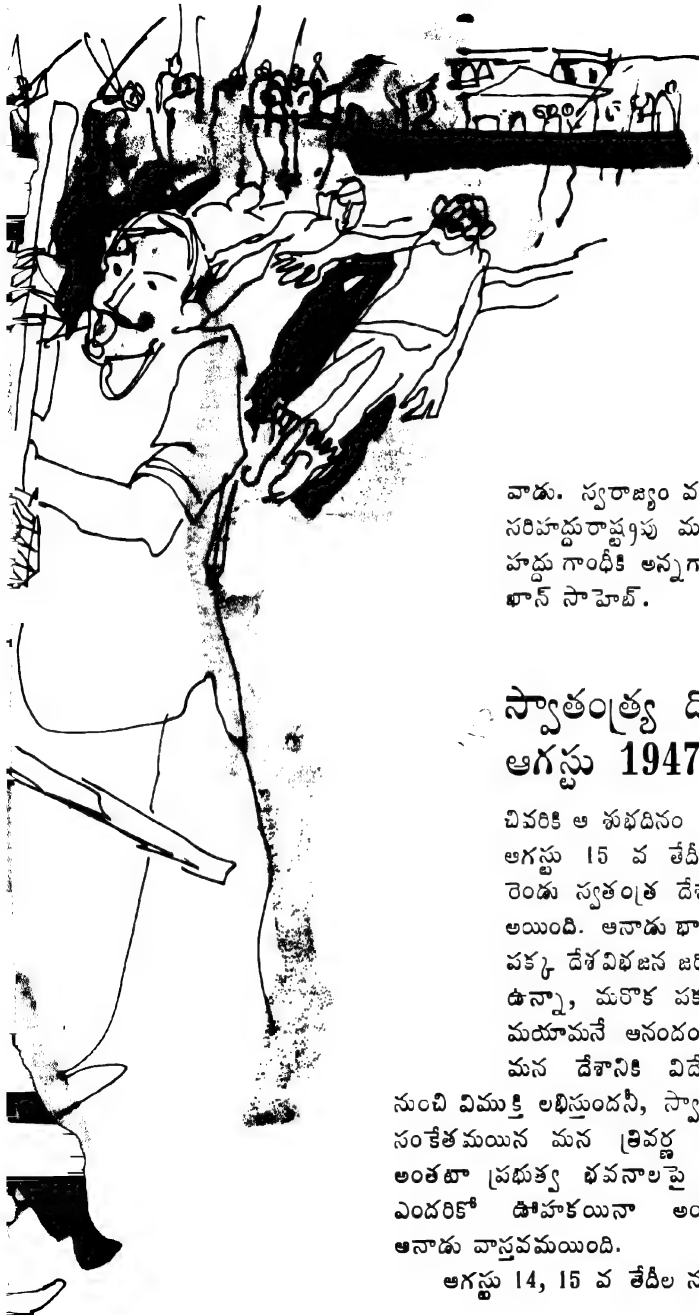 వాడు. స్వరాజ్యం వ
సరిహద్దురాష్ట్రపు మ
హద్దు గాంధీకి అన్నగా
ఖాన్ సాహెబ్.
స్వాతంత్ర్య ది
ఆగస్టు 1947
చివరికి ఆ శుభదినం
ఆగస్టు 15 వ తేదీ
రెండు స్వతంత్ర దేశ
అయింది. ఆనాడు భా
పక్క దేశవిభజన జరి
ఉన్నా, మరొక పక
మయామనే ఆనందం
మన దేశానికి విదే
నుంచి విముక్తి లభిస్తుందనీ, స్వా
సంకేతమయిన మన త్రివర్ణ
అంతటా ప్రభుత్వ భవనాలపై
ఎందరికో ఊహకయినా అం
ఆనాడు వాస్తవమయింది.
ఆగస్టు 14, 15 వ తేదీల న